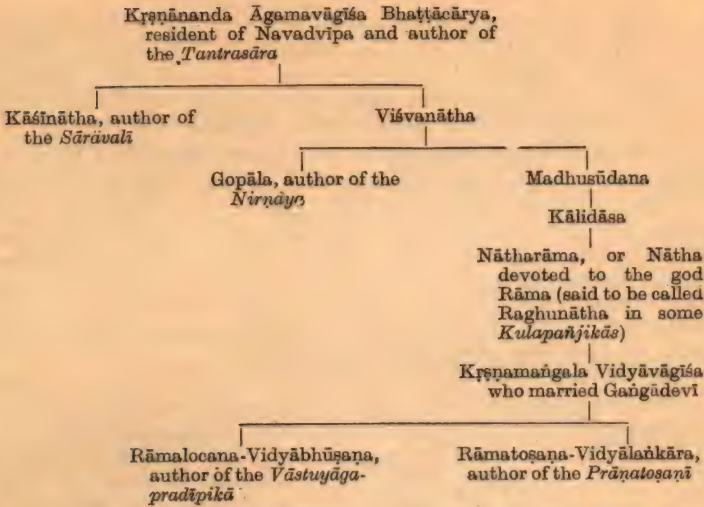 Kṛṣṇānanda Āgamavāgīśa Bhaṭṭācārya,
resident of Navadvīpa and author of
the Tantrasāra
Kāśīnātha, author of
the Sārāvalī
Viśvanātha
Gopāla, author of the
Nirṇaya
Madhusūdana
Kālidāsa
Nātharāma, or Nātha
devoted to the god
Rāma (said to be called
Raghunātha in some
Kulapañjikās)
Kṛṣṇamaṅgala Vidyāvāgīśa
who married Gaṅgādevī
Rāmalocana-Vidyābhūṣaṇa,
author of the Vāstuyāga-
pradīpikā
Rāmatoṣaṇa-Vidyālaṅkāra,
author of the Prāṇatoṣaṇī